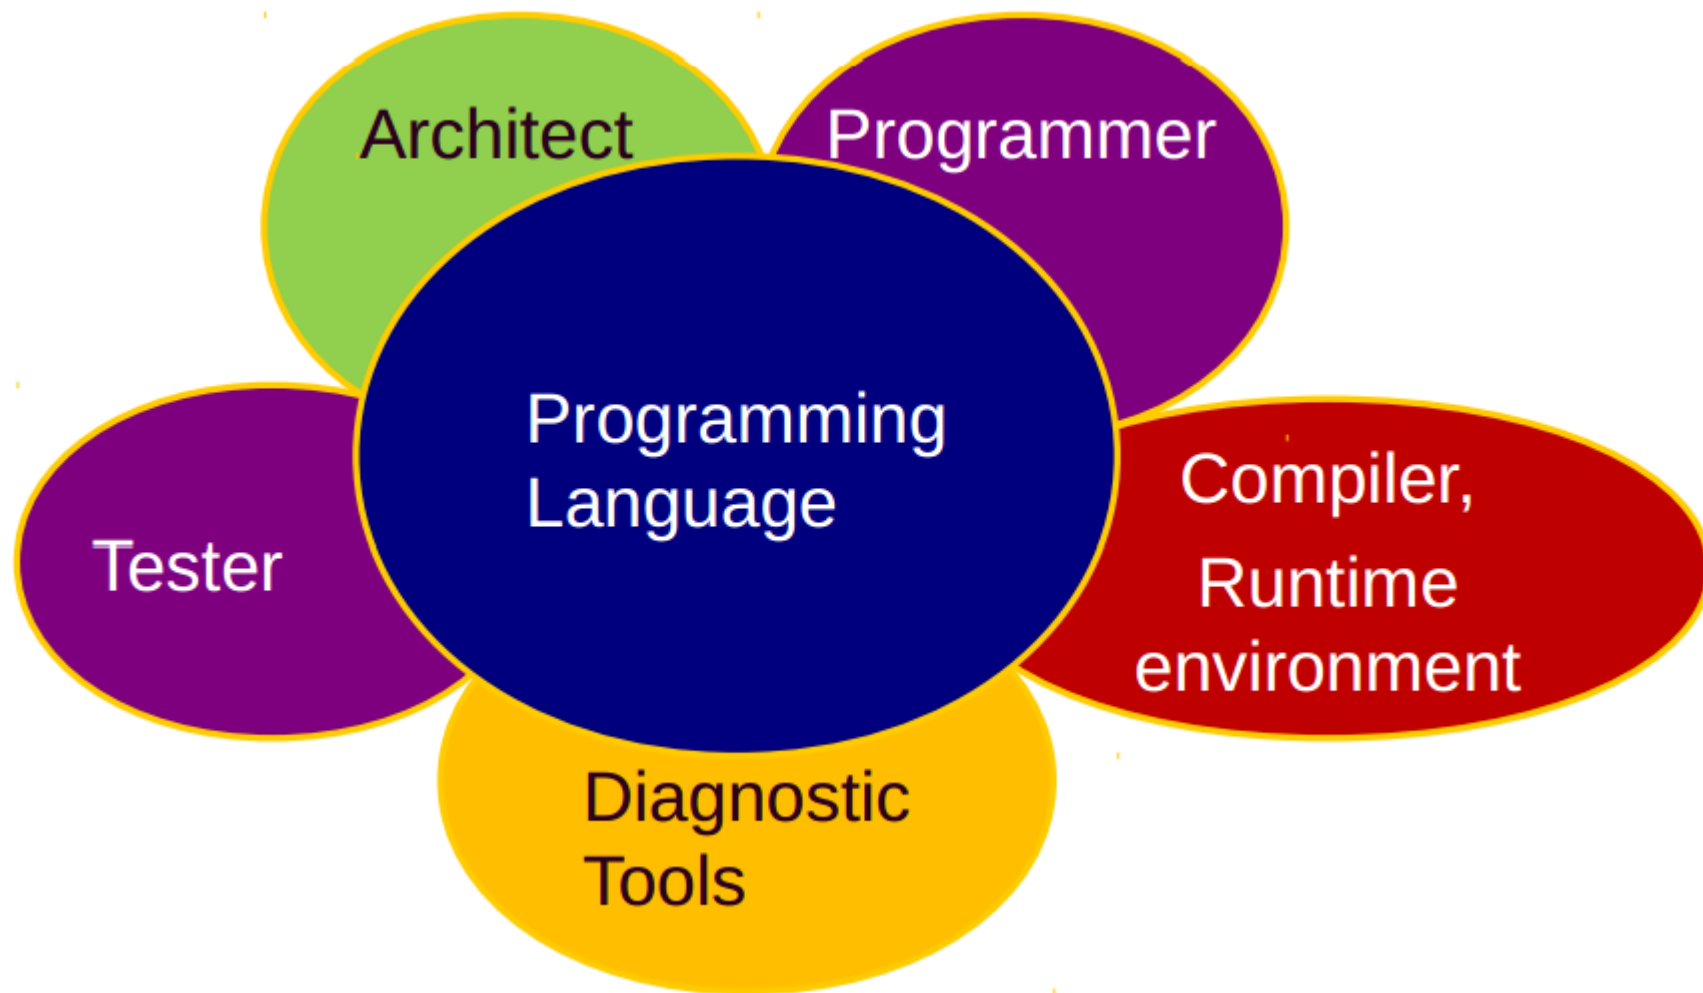 Architect
Programmer
Programming
Language
Compiler,
Runtime
environment
Tester
Diagnostic
Tools